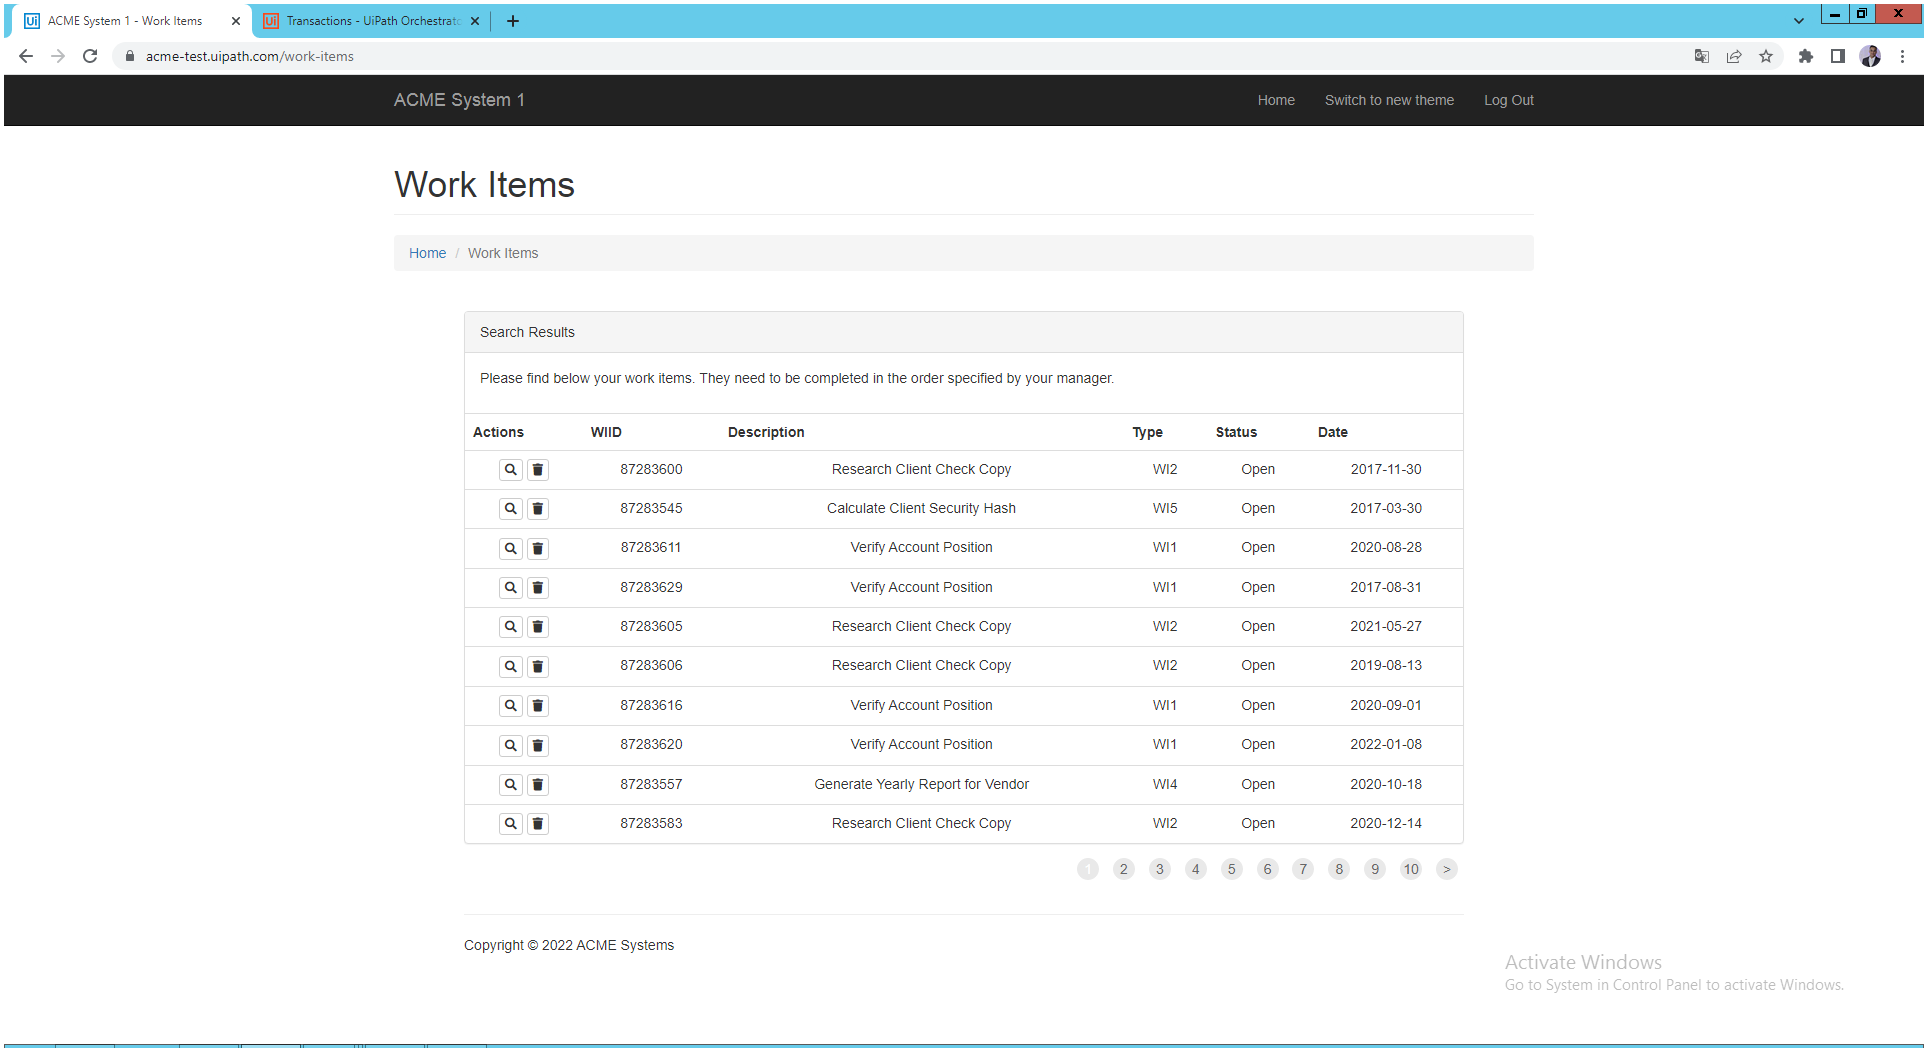 ACME System 1 - Work Items
Transactions - UiPath Orchestrato
acme-test.uipath.com/work-items
ACME System 1 Home Switch to new theme Log Out
Work Items
Home / Work Items
Search Results
Please find below your work items. They need to be completed in the order specified by your manager.
Actions WIID Description Type Status Date
87283600 Research Client Check Copy WI2 Open 2017-11-30
87283545 Calculate Client Security Hash WI5 Open 2017-03-30
87283611 Verify Account Position WI1 Open 2020-08-28
87283629 Verify Account Position WI1 Open 2017-08-31
87283605 Research Client Check Copy WI2 Open 2021-05-27
87283606 Research Client Check Copy WI2 Open 2019-08-13
87283616 Verify Account Position WI1 Open 2020-09-01
87283620 Verify Account Position WI1 Open 2022-01-08
87283557 Generate Yearly Report for Vendor WI4 Open 2020-10-18
87283583 Research Client Check Copy WI2 Open 2020-12-14
1 2 3 4 5 6 7 8 9 10 >
Copyright © 2022 ACME Systems
Activate Windows
Go to System in Control Panel to activate Windows.